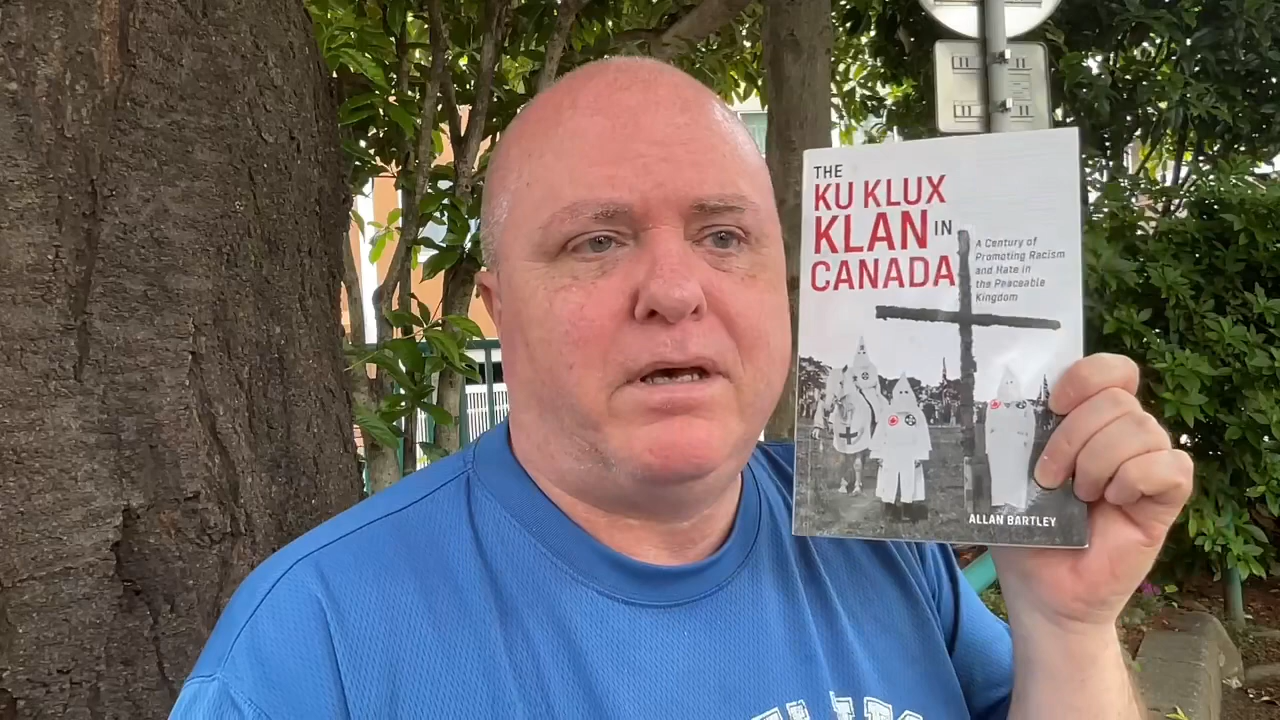 THE
KU KLUX
KLAN IN
CANADA
A Century of
Promoting Racism
and Hate in
the Peaceable
Kingdom
ALLAN BARTLEY